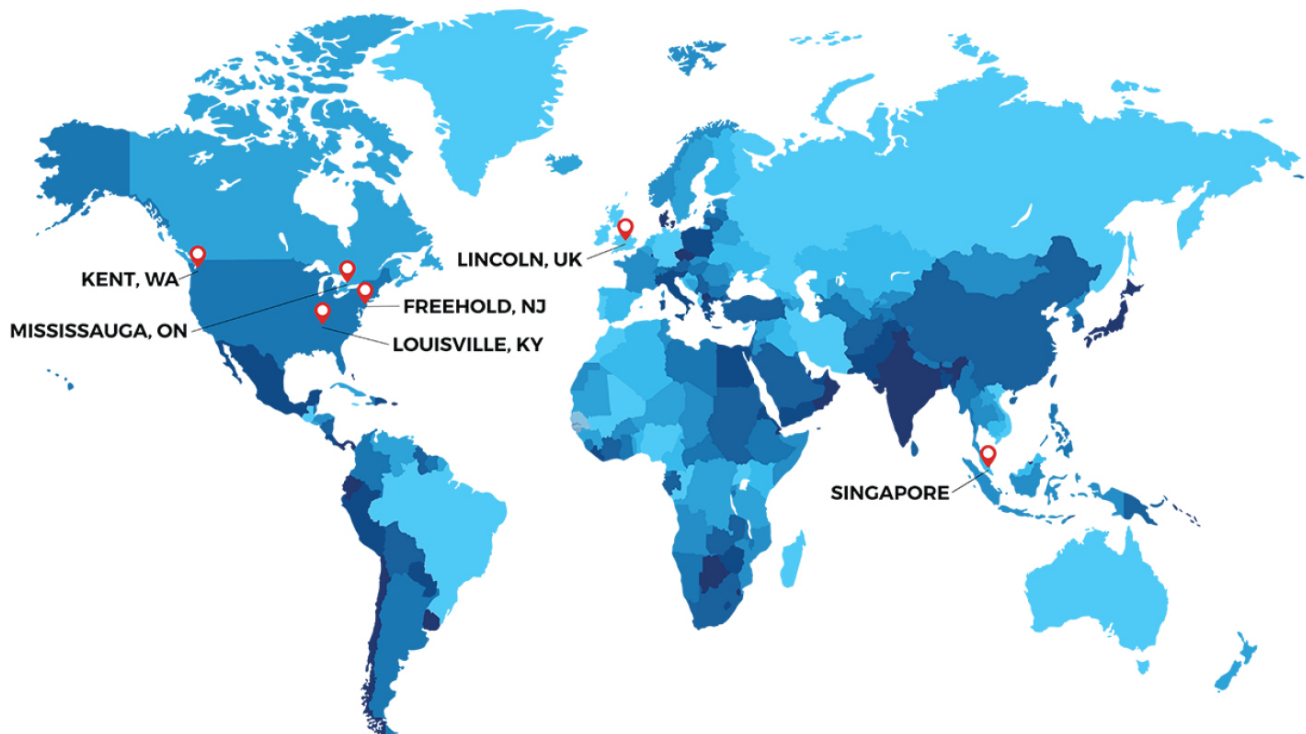 LINCOLN, UK
KENT, WA
FREEHOLD, NJ
MISSISSAUGA, ON
LOUISVILLE, KY
SINGAPORE